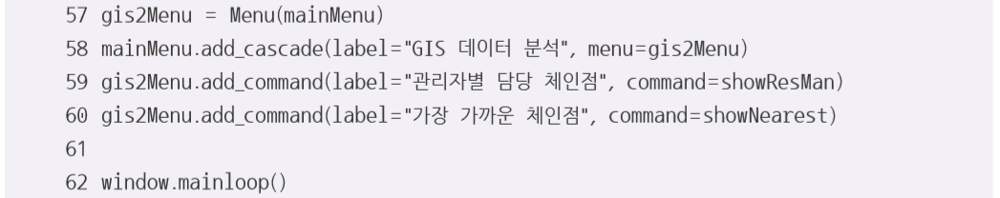 57 gis2Menu = Menu(mainMenu)
58 mainMenu.add_cascade(label="GIS 데이터 분석", menu=gis2Menu)
59 gis2Menu.add_command(label="관리자별 담당 체인점", command=showResMan)
60 gis2Menu.add_command(label="가장 가까운 체인점", command=showNearest)
61
62 window.mainloop()